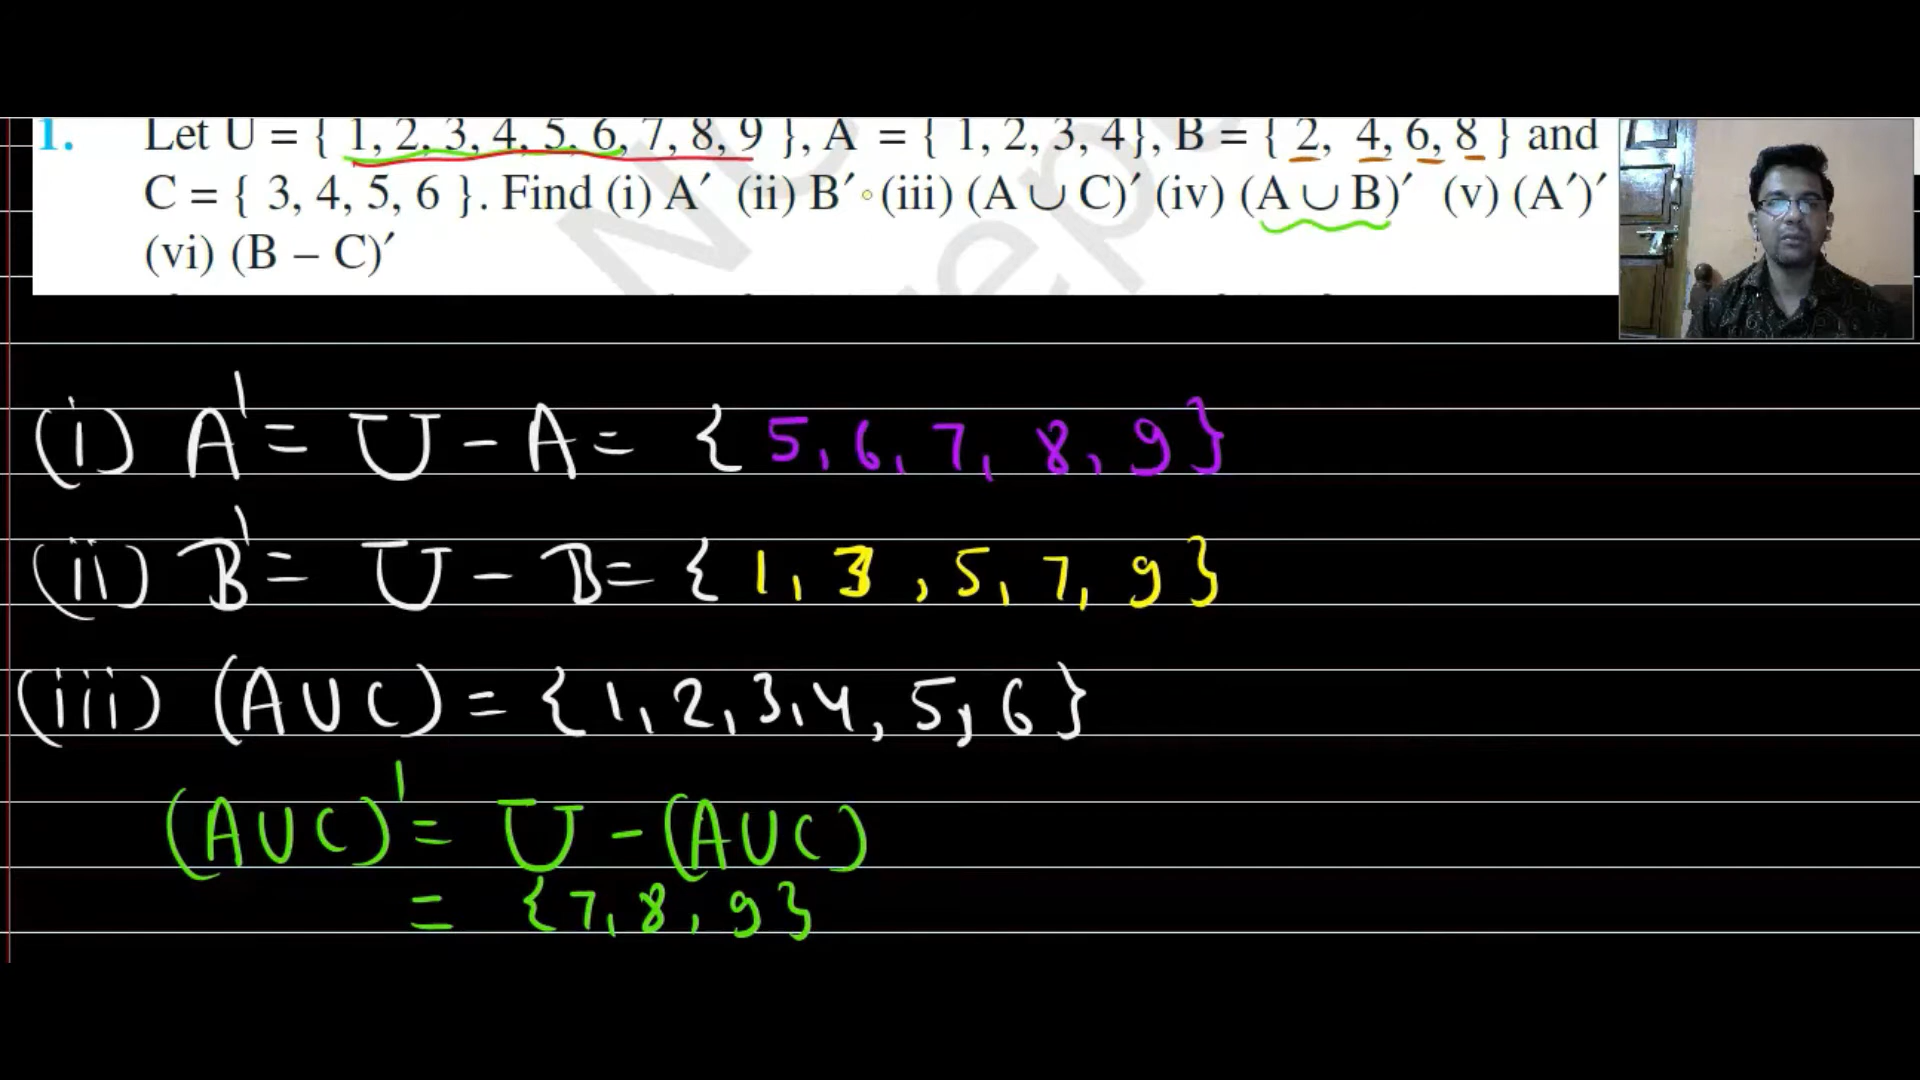 1. Let U = { 1, 2, 3, 4, 5, 6, 7, 8, 9 }, A = { 1, 2, 3, 4}, B = { 2, 4, 6, 8 } and
C = { 3, 4, 5, 6 }. Find (i) A′ (ii) B′ (iii) (A ∪ C)′ (iv) (A ∪ B)′ (v) (A′)′
(vi) (B – C)′
(i) A' = U - A = { 5, 6, 7, 8, 9 }
(ii) B' = U - B = { 1, 3, 5, 7, 9 }
(iii) (A∪C) = { 1, 2, 3, 4, 5, 6 }
(A∪C)' = U - (A∪C)
= { 7, 8, 9 }